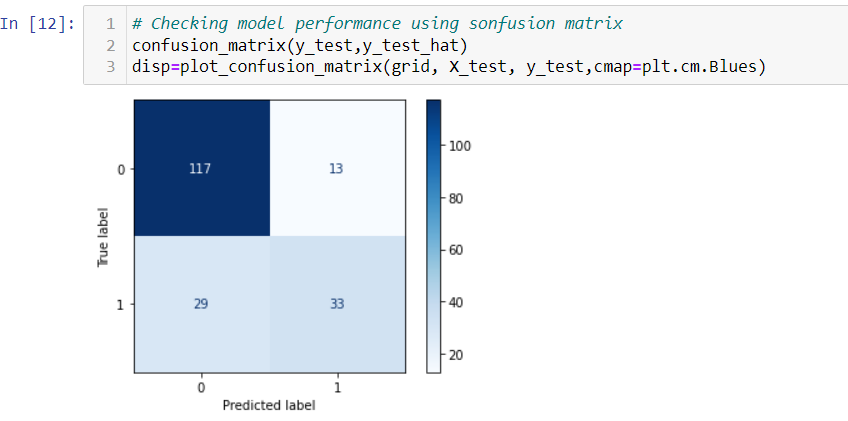 In [12]:
1 # Checking model performance using sonfusion matrix
2 confusion_matrix(y_test,y_test_hat)
3 disp=plot_confusion_matrix(grid, X_test, y_test,cmap=plt.cm.Blues)
100
80
60
40
20
True label
0
1
117 13
29 33
0 1
Predicted label